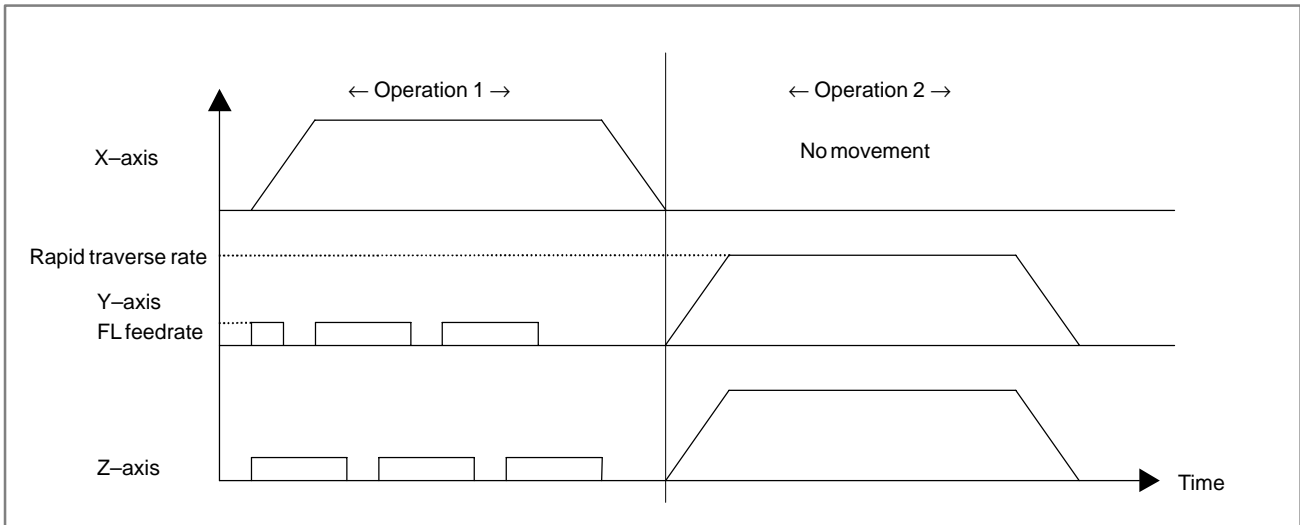 ← Operation 1 →
← Operation 2 →
X–axis
No movement
Rapid traverse rate
Y–axis
FL feedrate
Z–axis
Time